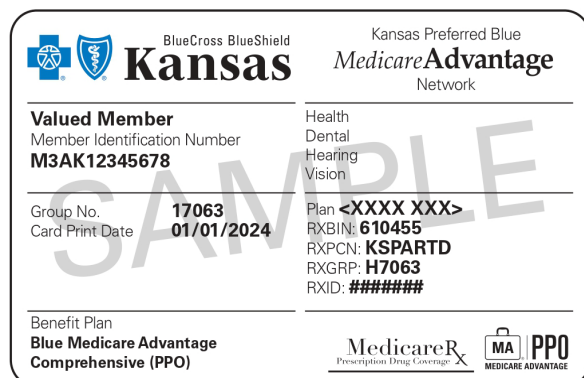 BlueCross BlueShield
Kansas
Kansas Preferred Blue
MedicareAdvantage
Network
Valued Member
Member Identification Number
M3AK12345678
Health
Dental
Hearing
Vision
Group No. 17063
Card Print Date 01/01/2024
Plan <XXXX XXX>
RXBIN: 610455
RXPCN: KSPARTD
RXGRP: H7063
RXID: #######
SAMPLE
Benefit Plan
Blue Medicare Advantage
Comprehensive (PPO)
MedicareRx
Prescription Drug Coverage
MA PPO
MEDICARE ADVANTAGE